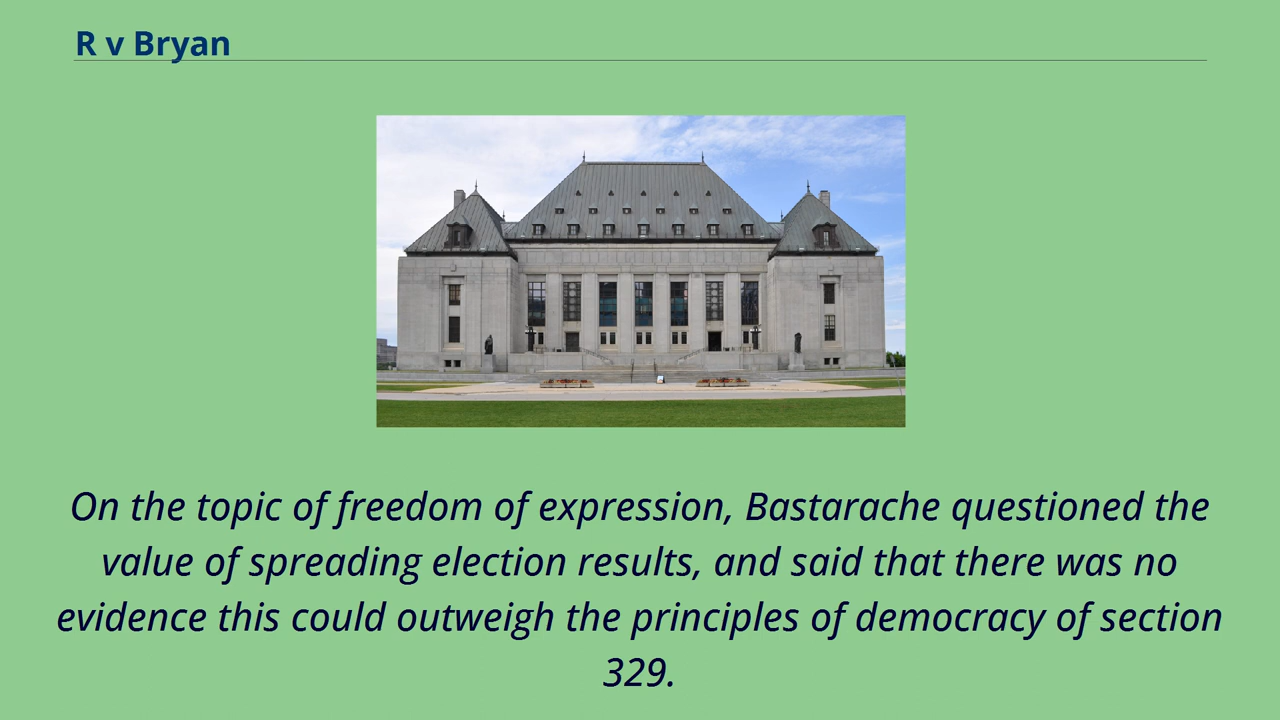 R v Bryan
On the topic of freedom of expression, Bastarache questioned the
value of spreading election results, and said that there was no
evidence this could outweigh the principles of democracy of section
329.